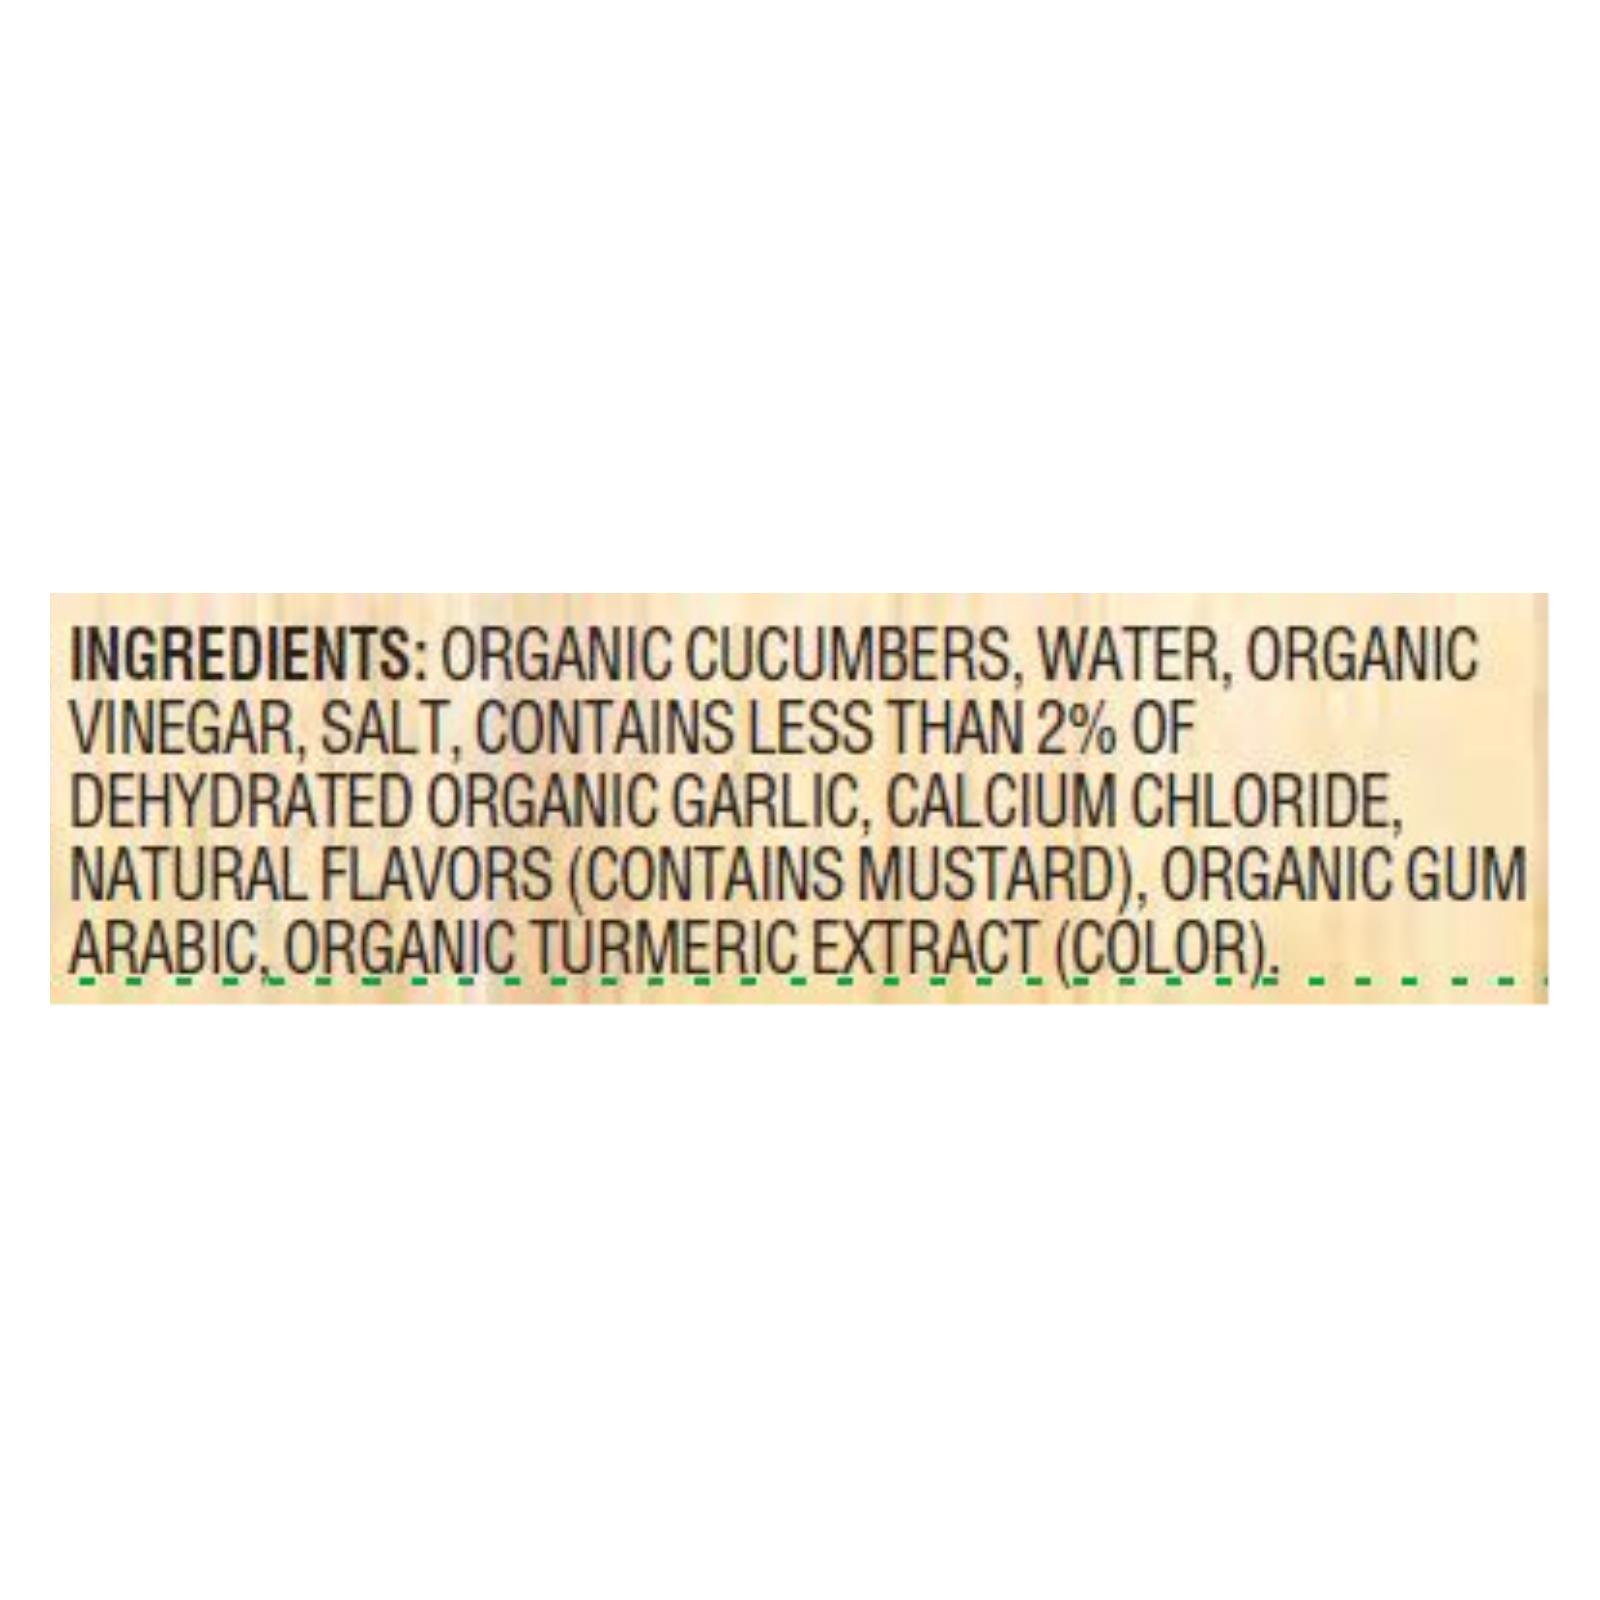 INGREDIENTS: ORGANIC CUCUMBERS, WATER, ORGANIC
VINEGAR, SALT, CONTAINS LESS THAN 2% OF
DEHYDRATED ORGANIC GARLIC, CALCIUM CHLORIDE,
NATURAL FLAVORS (CONTAINS MUSTARD), ORGANIC GUM
ARABIC, ORGANIC TURMERIC EXTRACT (COLOR).